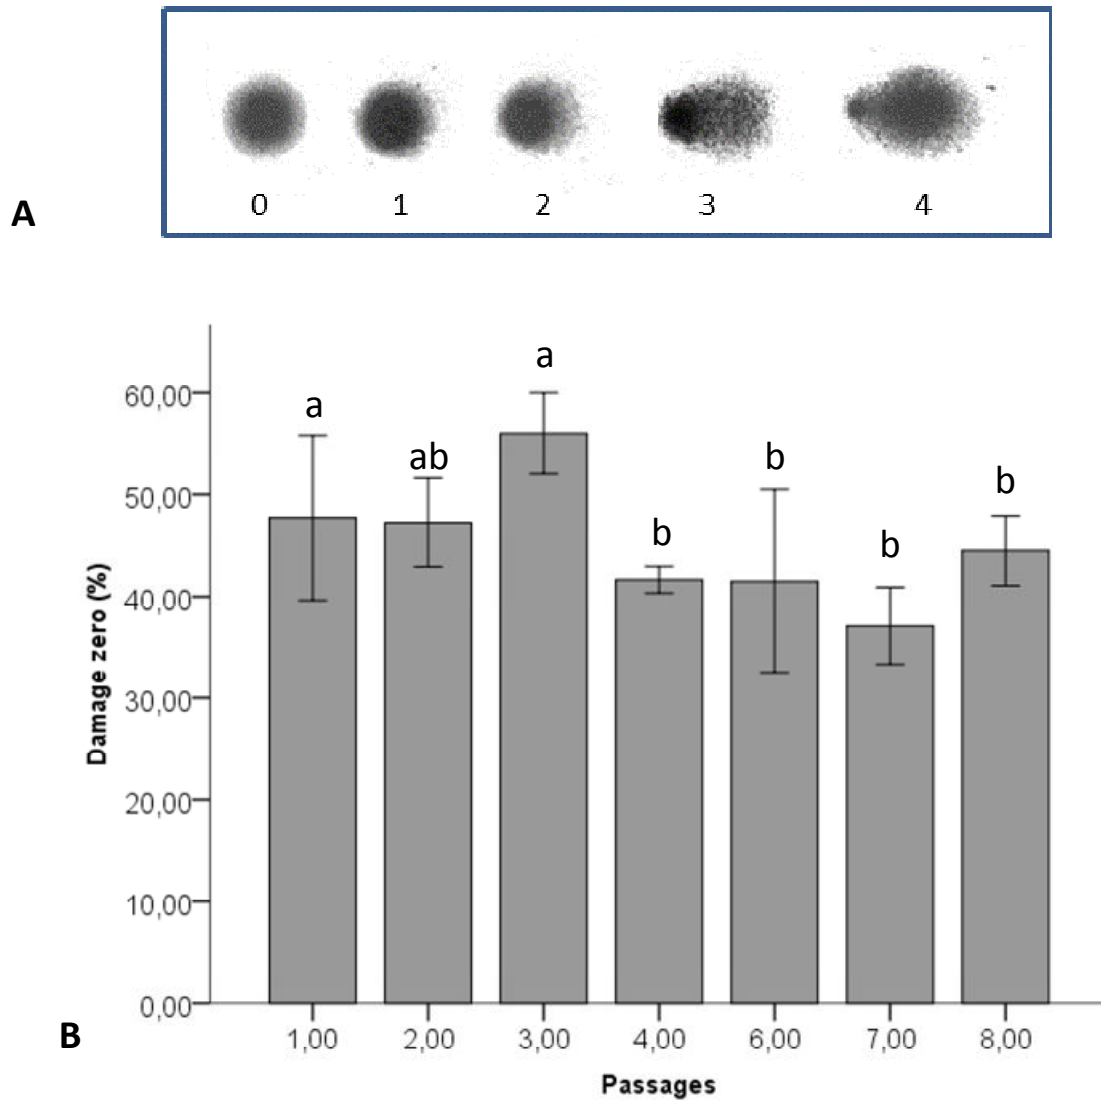 0 1 2 3 4
A
a
60,00
a
ab
b
b
50,00
b
b
40,00
Damage zero (%)
30,00
20,00
10,00
0,00
B
1,00 2,00 3,00 4,00 6,00 7,00 8,00
Passages